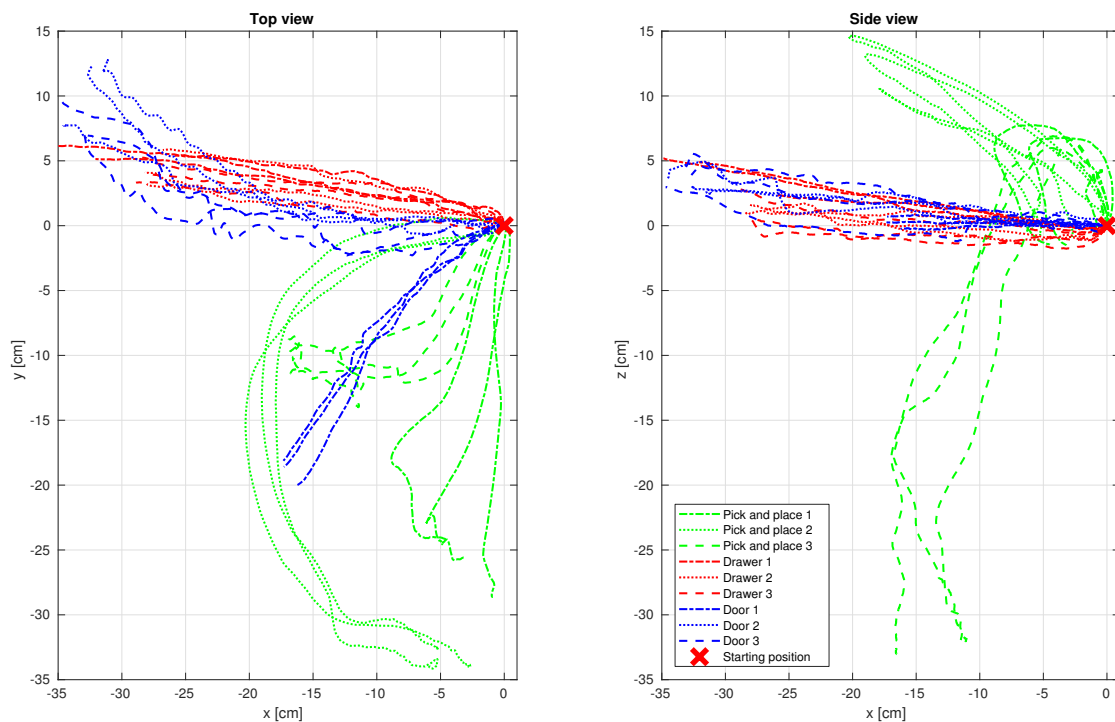 Top view
15
10
5
0
-5
-10
-15
-20
-25
-30
-35
y [cm]
-35 -30 -25 -20 -15 -10 -5 0
x [cm]
Side view
15
10
5
0
-5
-10
-15
-20
-25
-30
-35
z [cm]
Pick and place 1
Pick and place 2
Pick and place 3
Drawer 1
Drawer 2
Drawer 3
Door 1
Door 2
Door 3
Starting position
-35 -30 -25 -20 -15 -10 -5 0
x [cm]